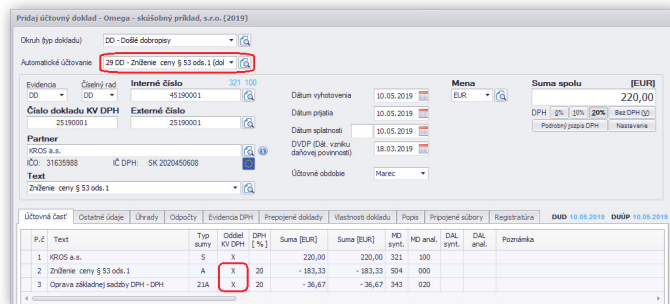 Pridaj účtovný doklad - Omega - skúšobný príklad, s.r.o. (2019)
Okruh (typ dokladu) DD - Došlé dobropisy
Automatické účtovanie 29 DD - Zníženie ceny § 53 ods.1 (dol
Evidencia Číselný rad Interné číslo 321 100
DD DD 45190001
Číslo dokladu KV DPH Externé číslo
25190001 25190001
Partner
KROS a.s.
IČO: 31635988 IČ DPH: SK 2020450608
Text
Zníženie ceny § 53 ods.1
Dátum vyhotovenia 10.05.2019
Dátum prijatia 10.05.2019
Dátum splatnosti 10.05.2019
DVDP (Dát. vzniku daňovej povinnosti) 18.03.2019
Účtovné obdobie Marec
Mena
EUR
Suma spolu [EUR]
220,00
DPH 0% 10% 20% Bez DPH (V)
Podrobný rozpis DPH Nastavenie
Účtovná časť Ostatné údaje Úhrady Odpočty Evidencia DPH Prepojené doklady Vlastnosti dokladu Popis Pripojené súbory Registratúra DUD 10.05.2019 DUÚP 10.05.2019
P.č Text Typ sumy Oddiel KV DPH DPH [ % ] Suma [EUR] Suma [EUR] MD synt. MD anal. DAL synt. DAL anal. Poznámka
1 KROS a.s. S X 220,00 220,00 321 100
2 Zníženie ceny § 53 ods.1 A X 20 - 183,33 - 183,33 504 000
3 Oprava základnej sadzby DPH - DPH 21A X 20 - 36,67 - 36,67 343 020